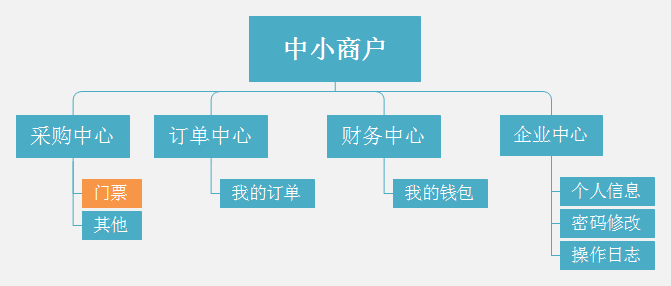 中小商户
采购中心
订单中心
财务中心
企业中心
门票
其他
我的订单
我的钱包
个人信息
密码修改
操作日志